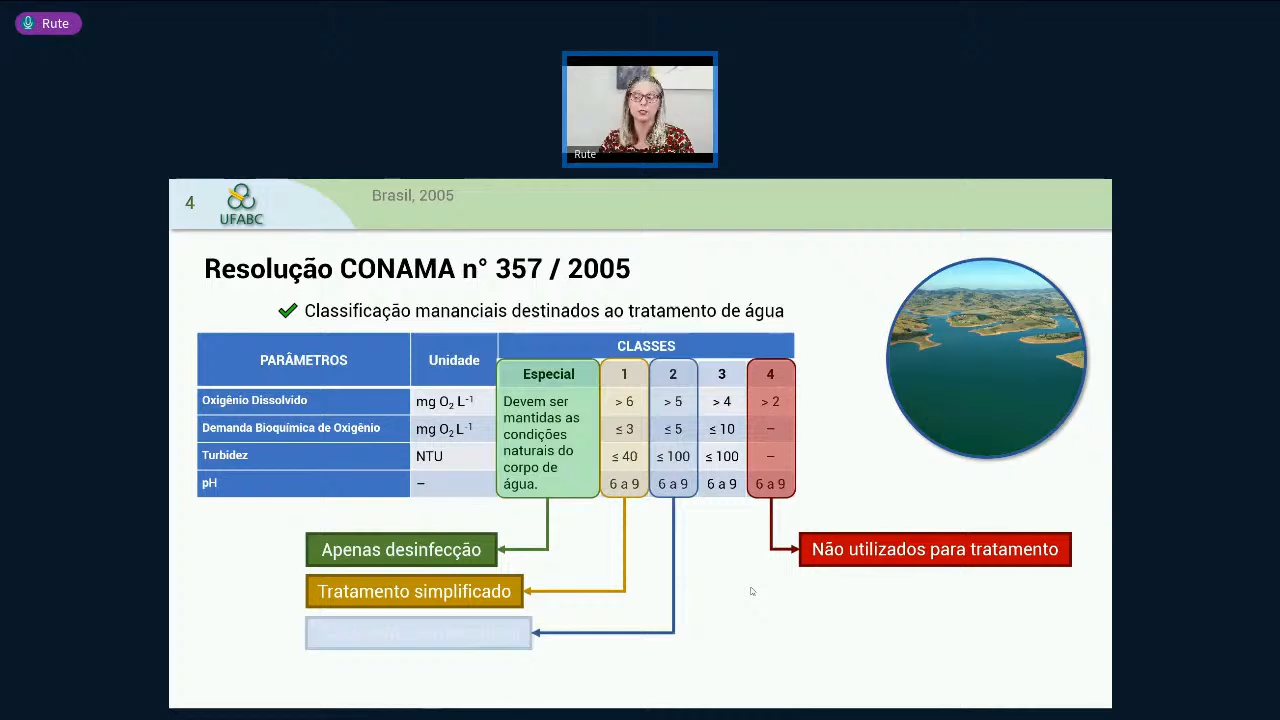 Rute
Rute
4
UFABC
Brasil, 2005
Resolução CONAMA n° 357 / 2005
Classificação mananciais destinados ao tratamento de água
PARÂMETROS Unidade CLASSES
Especial 1 2 3 4
Oxigênio Dissolvido mg O₂ L⁻¹ > 6 > 5 > 4 > 2
Demanda Bioquímica de Oxigênio mg O₂ L⁻¹ ≤ 3 ≤ 5 ≤ 10 –
Turbidez NTU ≤ 40 ≤ 100 ≤ 100 –
pH – 6 a 9 6 a 9 6 a 9 6 a 9
Devem ser
mantidas as
condições
naturais do
corpo de
água.
Apenas desinfecção
Não utilizados para tratamento
Tratamento simplificado